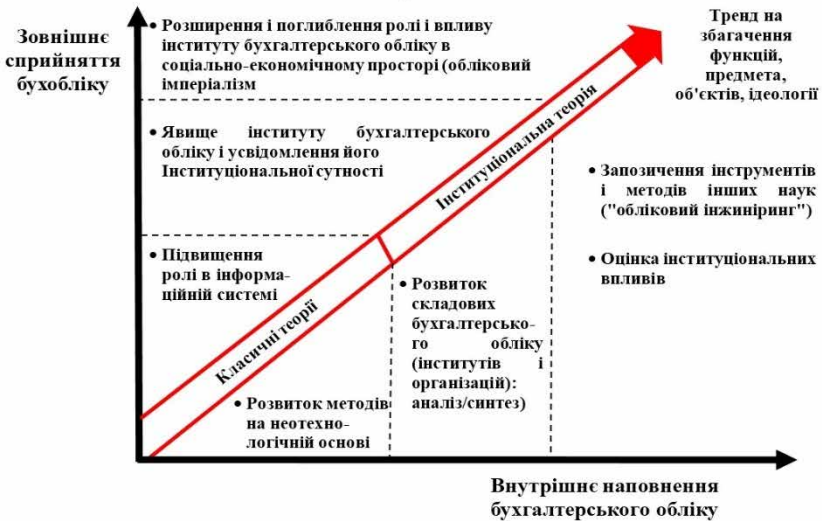 Зовнішнє
сприйняття
бухобліку
• Розширення і поглиблення ролі і впливу
інституту бухгалтерського обліку в
соціально-економічному просторі (обліковий
імперіалізм
Тренд на
збагачення
функцій,
предмета,
об'єктів, ідеології
• Явище інституту бухгалтерського
обліку і усвідомлення його
Інституціональної сутності
Інституціональна теорія
• Запозичення інструментів
і методів інших наук
("обліковий інжиніринг")
• Оцінка інституціональних
впливів
• Підвищення
ролі в інформа-
ційній системі
Класичні теорії
• Розвиток
складових
бухгалтерсько-
го обліку
(інститутів і
організацій):
аналіз/синтез)
• Розвиток методів
на неотехно-
логічній основі
Внутрішнє наповнення
бухгалтерського обліку